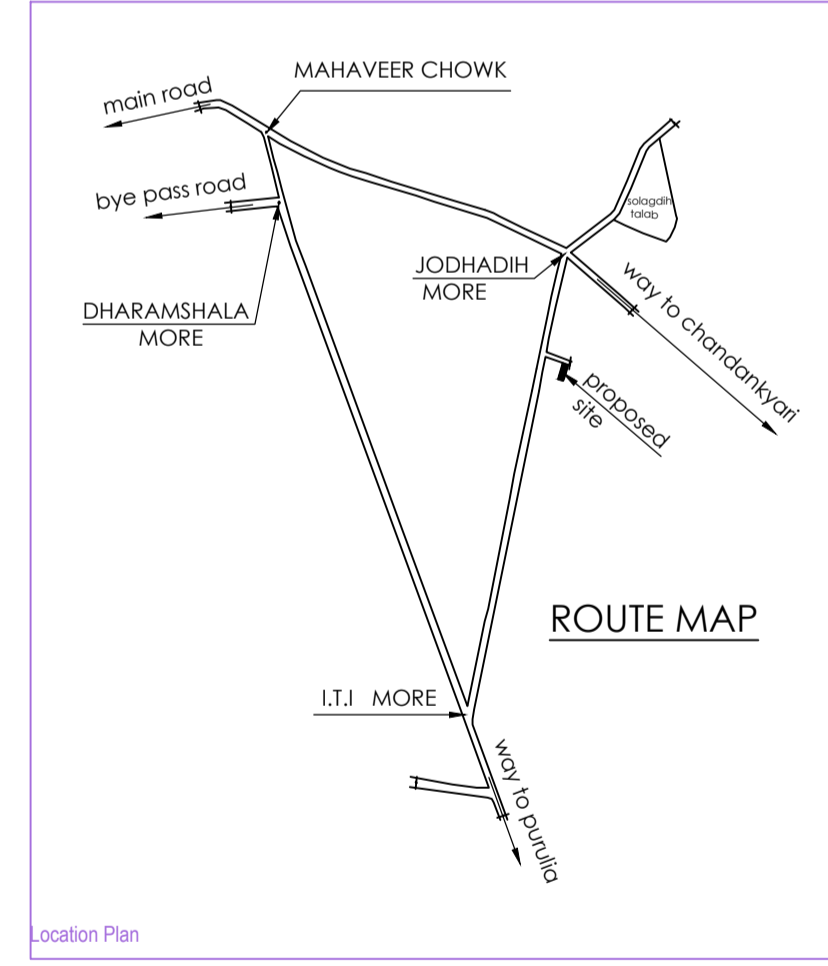 MAHAVEER CHOWK
main road
bye pass road
solagdih
talab
JODHADIH
MORE
way to chandankyari
DHARAMSHALA
MORE
proposed
site
ROUTE MAP
I.T.I MORE
way to purulia
Location Plan